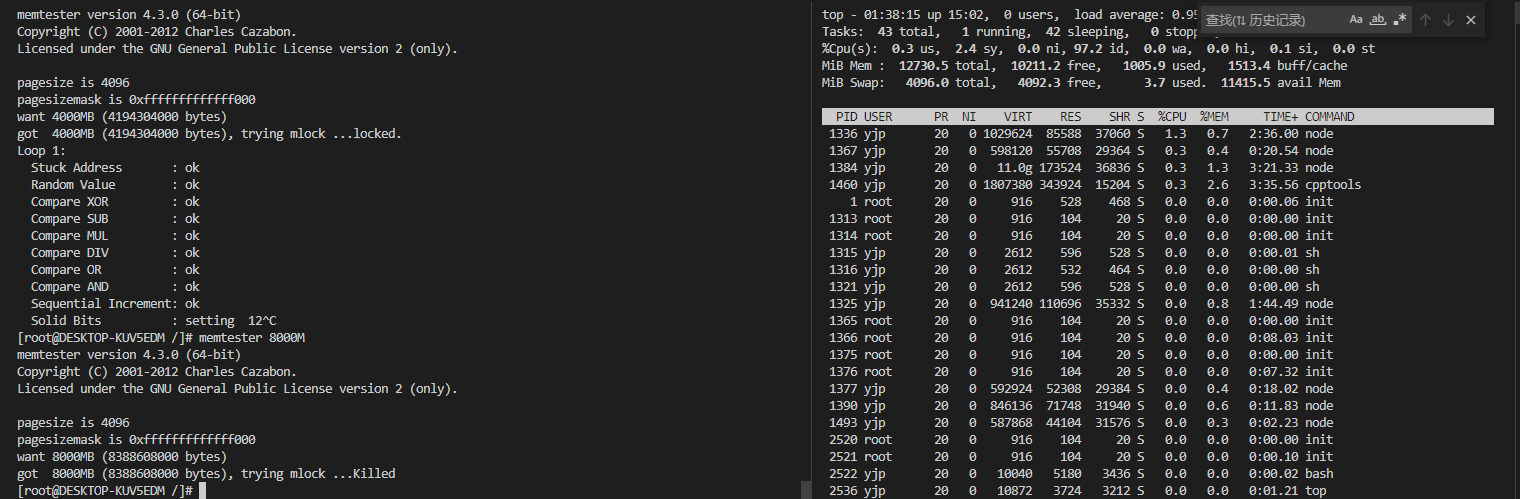 memtester version 4.3.0 (64-bit)
Copyright (C) 2001-2012 Charles Cazabon.
Licensed under the GNU General Public License version 2 (only).

pagesize is 4096
pagesizemask is 0xfffffffffffff000
want 4000MB (4194304000 bytes)
got  4000MB (4194304000 bytes), trying mlock ...locked.
Loop 1:
  Stuck Address       : ok
  Random Value        : ok
  Compare XOR         : ok
  Compare SUB         : ok
  Compare MUL         : ok
  Compare DIV         : ok
  Compare OR          : ok
  Compare AND         : ok
  Sequential Increment: ok
  Solid Bits          : setting  12^C
[root@DESKTOP-KUV5EDM /]# memtester 8000M
memtester version 4.3.0 (64-bit)
Copyright (C) 2001-2012 Charles Cazabon.
Licensed under the GNU General Public License version 2 (only).

pagesize is 4096
pagesizemask is 0xfffffffffffff000
want 8000MB (8388608000 bytes)
got  8000MB (8388608000 bytes), trying mlock ...Killed
[root@DESKTOP-KUV5EDM /]#
top - 01:38:15 up 15:02,  0 users,  load average: 0.95
查找(⇅ 历史记录) Aa ab .*
Tasks:  43 total,   1 running,  42 sleeping,   0
%Cpu(s):  0.3 us,  2.4 sy,  0.0 ni, 97.2 id,  0.0 wa,  0.0 hi,  0.1 si,  0.0 st
MiB Mem :  12730.5 total,  10211.2 free,   1005.9 used,   1513.4 buff/cache
MiB Swap:   4096.0 total,   4092.3 free,      3.7 used.  11415.5 avail Mem

  PID USER      PR  NI    VIRT    RES    SHR S  %CPU  %MEM     TIME+ COMMAND
 1336 yjp       20   0 1029624  85588  37060 S   1.3   0.7   2:36.00 node
 1367 yjp       20   0  598120  55708  29364 S   0.3   0.4   0:20.54 node
 1384 yjp       20   0   11.0g 173524  36836 S   0.3   1.3   3:21.33 node
 1460 yjp       20   0 1807380 343924  15204 S   0.3   2.6   3:35.56 cpptools
    1 root      20   0     916    528    468 S   0.0   0.0   0:00.06 init
 1313 root      20   0     916    104     20 S   0.0   0.0   0:00.00 init
 1314 root      20   0     916    104     20 S   0.0   0.0   0:00.00 init
 1315 yjp       20   0    2612    596    528 S   0.0   0.0   0:00.01 sh
 1316 yjp       20   0    2612    532    464 S   0.0   0.0   0:00.00 sh
 1321 yjp       20   0    2612    596    528 S   0.0   0.0   0:00.00 sh
 1325 yjp       20   0  941240 110696  35332 S   0.0   0.8   1:44.49 node
 1365 root      20   0     916    104     20 S   0.0   0.0   0:00.00 init
 1366 root      20   0     916    104     20 S   0.0   0.0   0:08.03 init
 1375 root      20   0     916    104     20 S   0.0   0.0   0:00.00 init
 1376 root      20   0     916    104     20 S   0.0   0.0   0:07.32 init
 1377 yjp       20   0  592924  52308  29384 S   0.0   0.4   0:18.02 node
 1390 yjp       20   0  846136  71748  31940 S   0.0   0.6   0:11.83 node
 1493 yjp       20   0  587868  44104  31576 S   0.0   0.3   0:02.23 node
 2520 root      20   0     916    104     20 S   0.0   0.0   0:00.00 init
 2521 root      20   0     916    104     20 S   0.0   0.0   0:00.10 init
 2522 yjp       20   0   10040   5180   3436 S   0.0   0.0   0:00.02 bash
 2536 yjp       20   0   10872   3724   3212 S   0.0   0.0   0:01.21 top